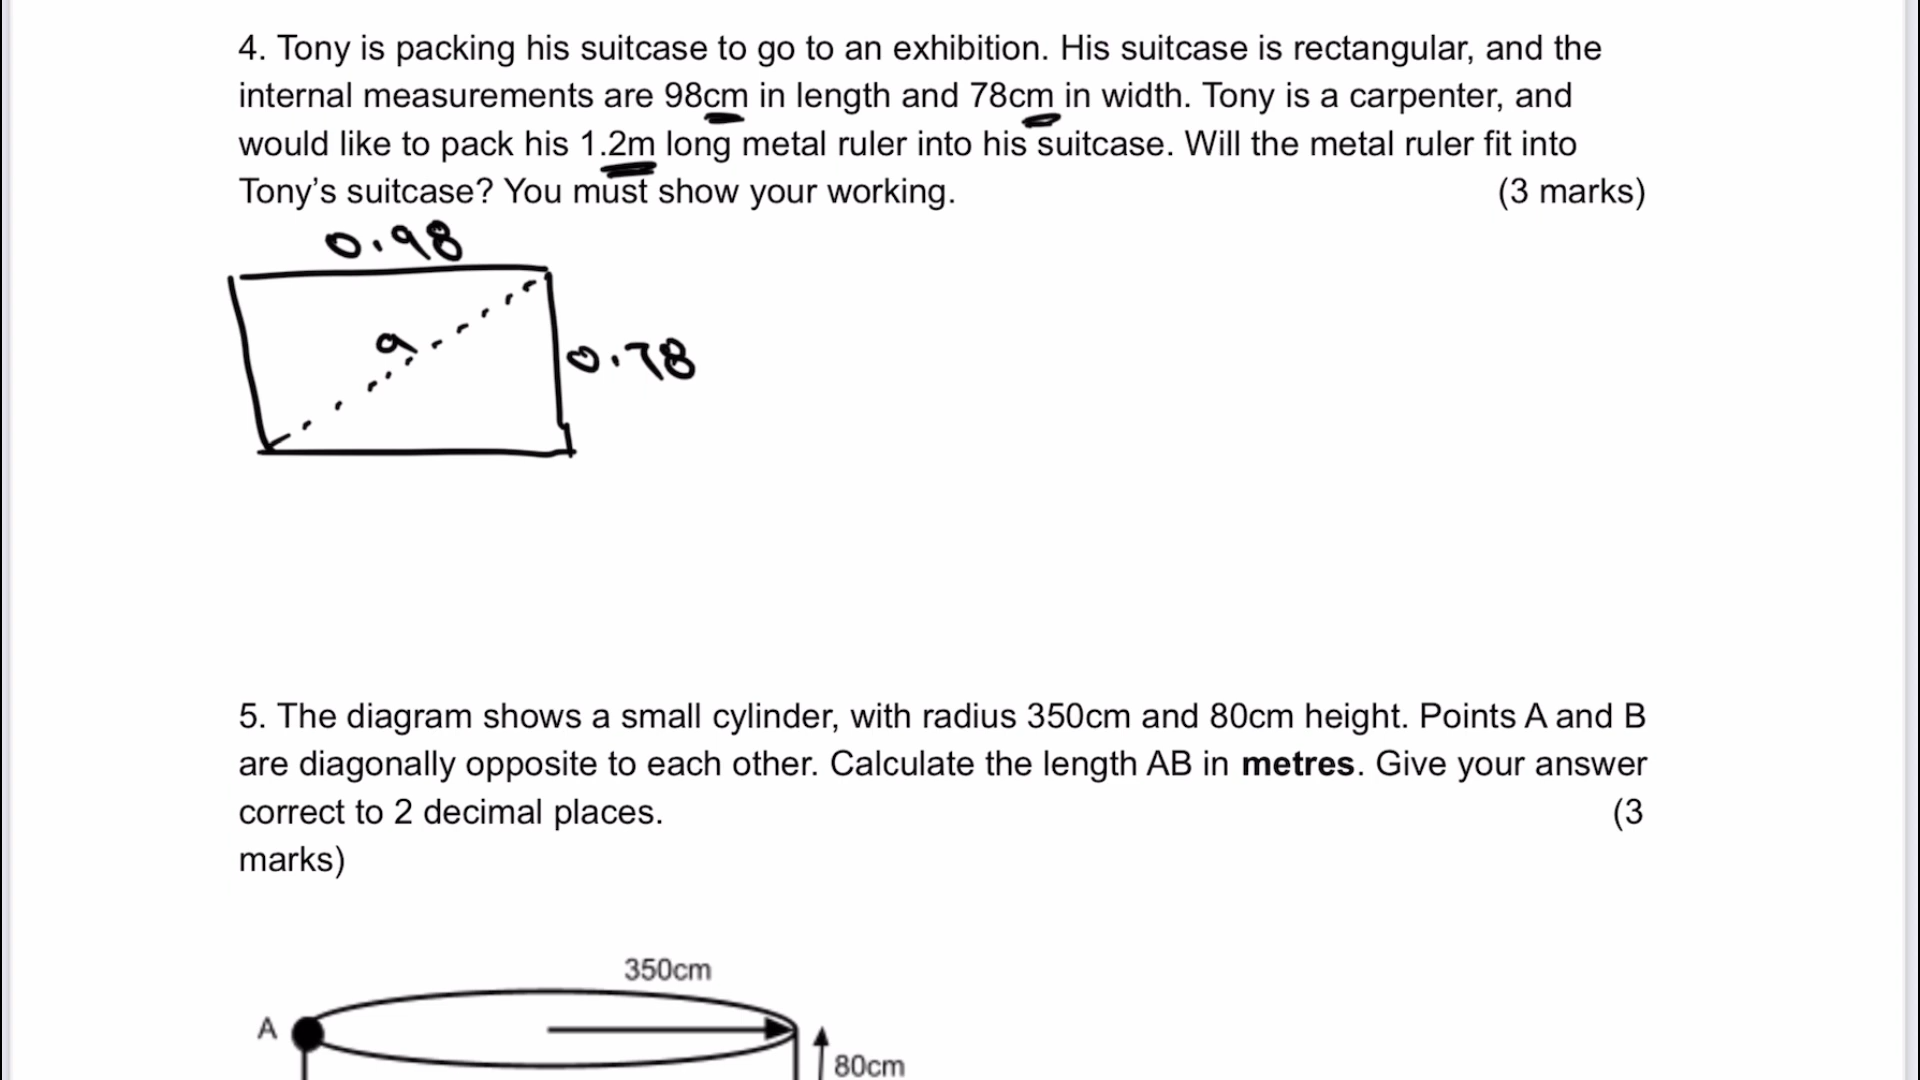 4. Tony is packing his suitcase to go to an exhibition. His suitcase is rectangular, and the
internal measurements are 98cm in length and 78cm in width. Tony is a carpenter, and
would like to pack his 1.2m long metal ruler into his suitcase. Will the metal ruler fit into
Tony’s suitcase? You must show your working. (3 marks)
0.98
a
0.78
5. The diagram shows a small cylinder, with radius 350cm and 80cm height. Points A and B
are diagonally opposite to each other. Calculate the length AB in metres. Give your answer
correct to 2 decimal places. (3
marks)
350cm
A
80cm